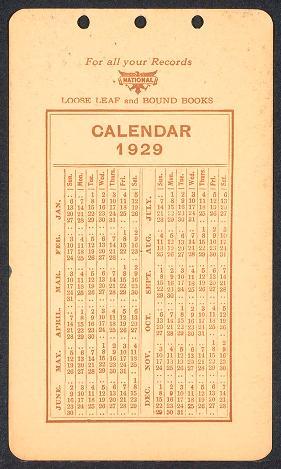 For all your Records
NATIONAL
LOOSE LEAF and BOUND BOOKS
CALENDAR
1929
Sun. Mon. Tue. Wed. Thurs. Fri. Sat.
JAN.
.. .. 1 2 3 4 5
6 7 8 9 10 11 12
13 14 15 16 17 18 19
20 21 22 23 24 25 26
27 28 29 30 31 .. ..
FEB.
.. .. .. .. .. 1 2
3 4 5 6 7 8 9
10 11 12 13 14 15 16
17 18 19 20 21 22 23
24 25 26 27 28 .. ..
MAR.
.. .. .. .. .. 1 2
3 4 5 6 7 8 9
10 11 12 13 14 15 16
17 18 19 20 21 22 23
24 25 26 27 28 29 30
31 .. .. .. .. .. ..
APRIL.
.. 1 2 3 4 5 6
7 8 9 10 11 12 13
14 15 16 17 18 19 20
21 22 23 24 25 26 27
28 29 30 .. .. .. ..
MAY.
.. .. .. 1 2 3 4
5 6 7 8 9 10 11
12 13 14 15 16 17 18
19 20 21 22 23 24 25
26 27 28 29 30 31 ..
JUNE.
.. .. .. .. .. .. 1
2 3 4 5 6 7 8
9 10 11 12 13 14 15
16 17 18 19 20 21 22
23 24 25 26 27 28 29
30 .. .. .. .. .. ..
Sun. Mon. Tue. Wed. Thurs. Fri. Sat.
JULY.
.. 1 2 3 4 5 6
7 8 9 10 11 12 13
14 15 16 17 18 19 20
21 22 23 24 25 26 27
28 29 30 31 .. .. ..
AUG.
.. .. .. .. 1 2 3
4 5 6 7 8 9 10
11 12 13 14 15 16 17
18 19 20 21 22 23 24
25 26 27 28 29 30 31
SEPT.
1 2 3 4 5 6 7
8 9 10 11 12 13 14
15 16 17 18 19 20 21
22 23 24 25 26 27 28
29 30 .. .. .. .. ..
OCT.
.. .. 1 2 3 4 5
6 7 8 9 10 11 12
13 14 15 16 17 18 19
20 21 22 23 24 25 26
27 28 29 30 31 .. ..
NOV.
.. .. .. .. .. 1 2
3 4 5 6 7 8 9
10 11 12 13 14 15 16
17 18 19 20 21 22 23
24 25 26 27 28 29 30
DEC.
1 2 3 4 5 6 7
8 9 10 11 12 13 14
15 16 17 18 19 20 21
22 23 24 25 26 27 28
29 30 31 .. .. .. ..